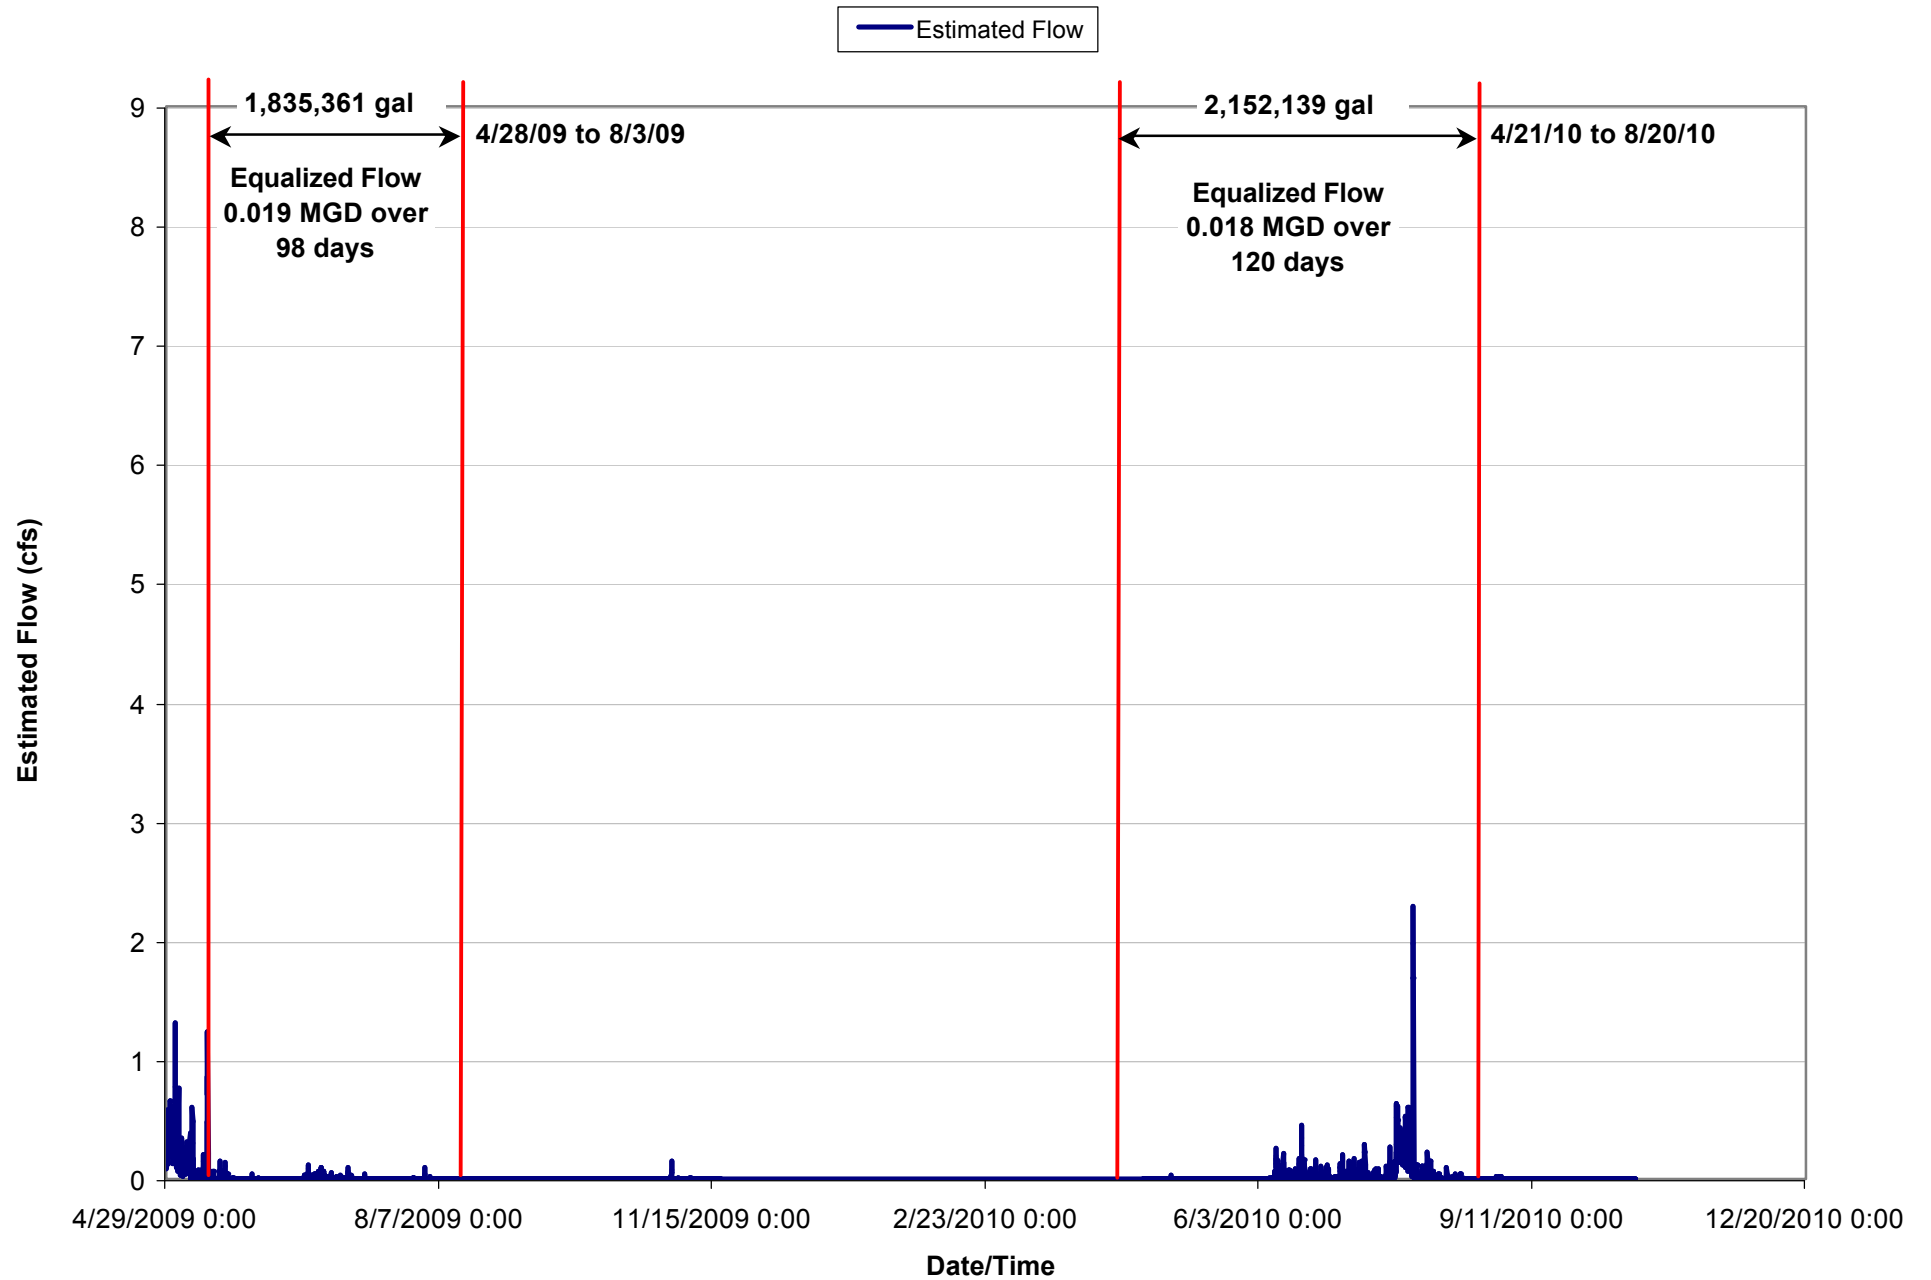 Estimated Flow
1,835,361 gal
4/28/09 to 8/3/09
Equalized Flow
0.019 MGD over
98 days
2,152,139 gal
4/21/10 to 8/20/10
Equalized Flow
0.018 MGD over
120 days
Estimated Flow (cfs)
9
8
7
6
5
4
3
2
1
0
4/29/2009 0:00
8/7/2009 0:00
11/15/2009 0:00
2/23/2010 0:00
6/3/2010 0:00
9/11/2010 0:00
12/20/2010 0:00
Date/Time